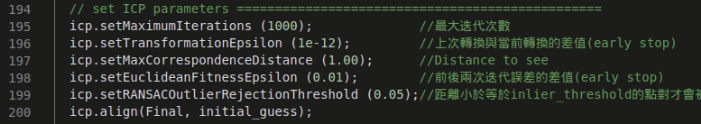 194 // set ICP parameters ================================================
195 icp.setMaximumIterations (1000); //最大迭代次數
196 icp.setTransformationEpsilon (1e-12); //上次轉換與當前轉換的差值(early stop)
197 icp.setMaxCorrespondenceDistance (1.00); //Distance to see
198 icp.setEuclideanFitnessEpsilon (0.01); //前後兩次迭代誤差的差值(early stop)
199 icp.setRANSACOutlierRejectionThreshold (0.05);//距離小於等於inlier_threshold的點對才會
200 icp.align(Final, initial_guess);